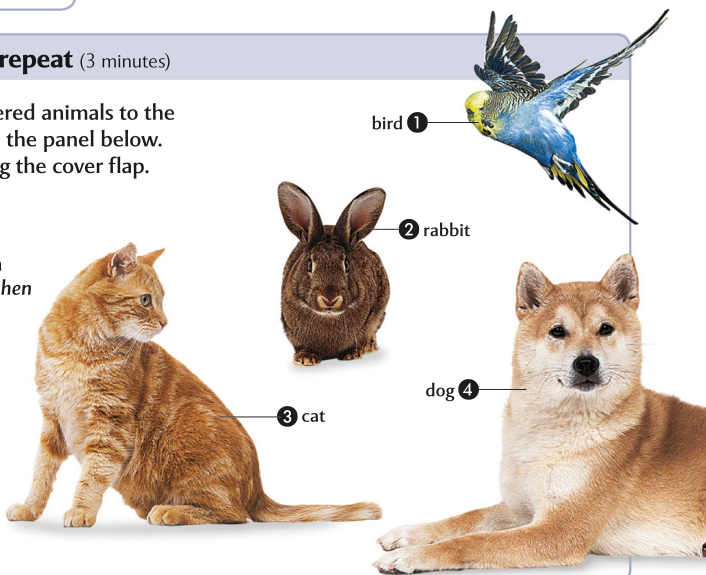 repeat (3 minutes)
ered animals to the
the panel below.
g the cover flap.
hen
bird 1
2 rabbit
3 cat
dog 4